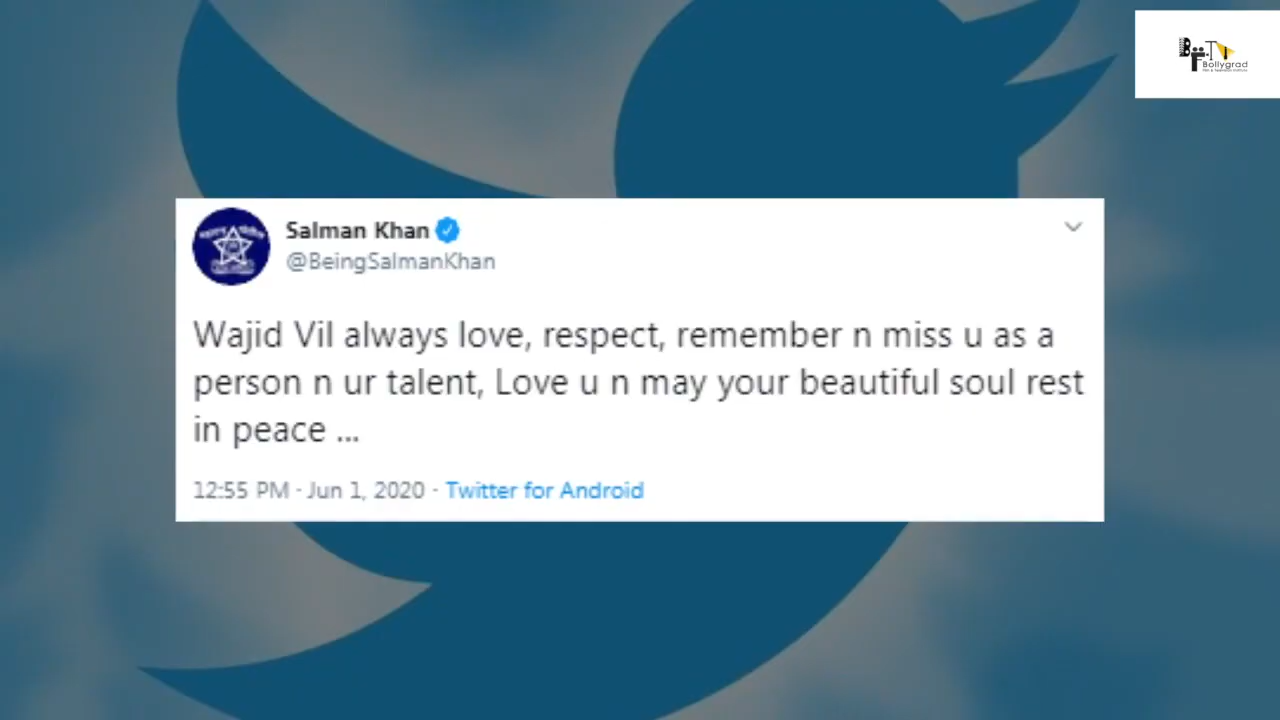 Bollygrad
Salman Khan
@BeingSalmanKhan
Wajid Vil always love, respect, remember n miss u as a
person n ur talent, Love u n may your beautiful soul rest
in peace ...
12:55 PM · Jun 1, 2020 · Twitter for Android